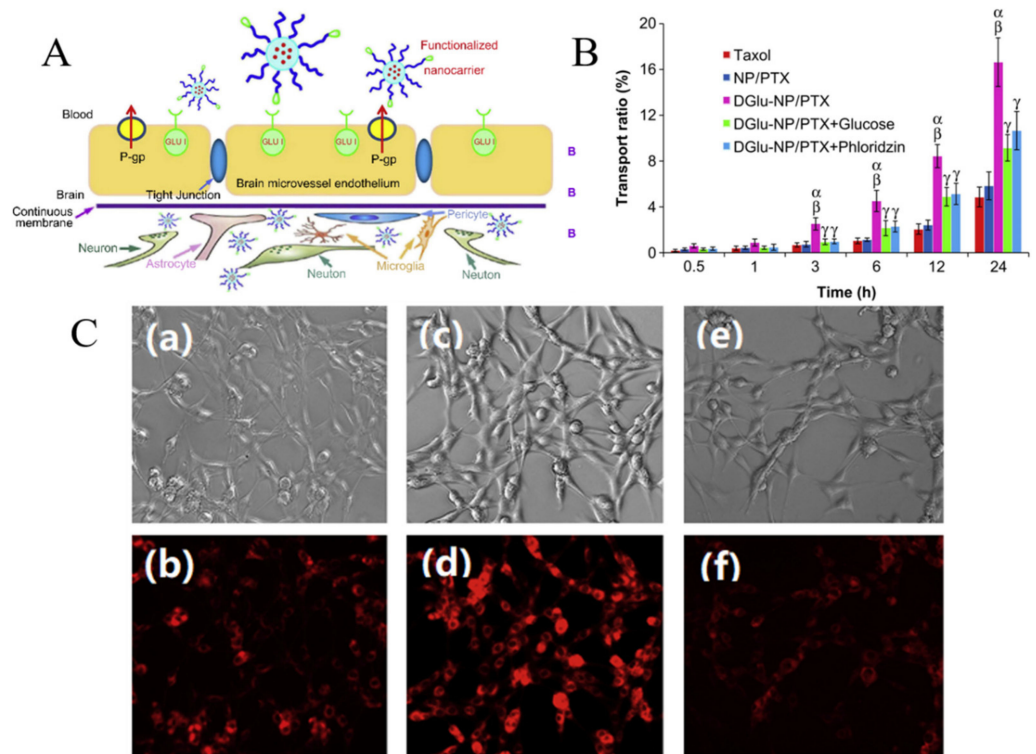 A
Functionalized
nanocarrier
Blood
P-gp
GLU I
GLU I
GLU I
P-gp
GLU I
Tight Junction
Brain microvessel endothelium
Brain
Continuous
membrane
Neuron
Astrocyte
Neuton
Microglia
Pericyte
Neuton
B
B
B
B
Transport ratio (%)
20
16
12
8
4
0
Taxol
NP/PTX
DGlu-NP/PTX
DGlu-NP/PTX+Glucose
DGlu-NP/PTX+Phloridzin
α
β
γ γ
α
β
γ γ
α
β
γ γ
α
β
γ
γ
0.5 1 3 6 12 24
Time (h)
C
(a)
(c)
(e)
(b)
(d)
(f)